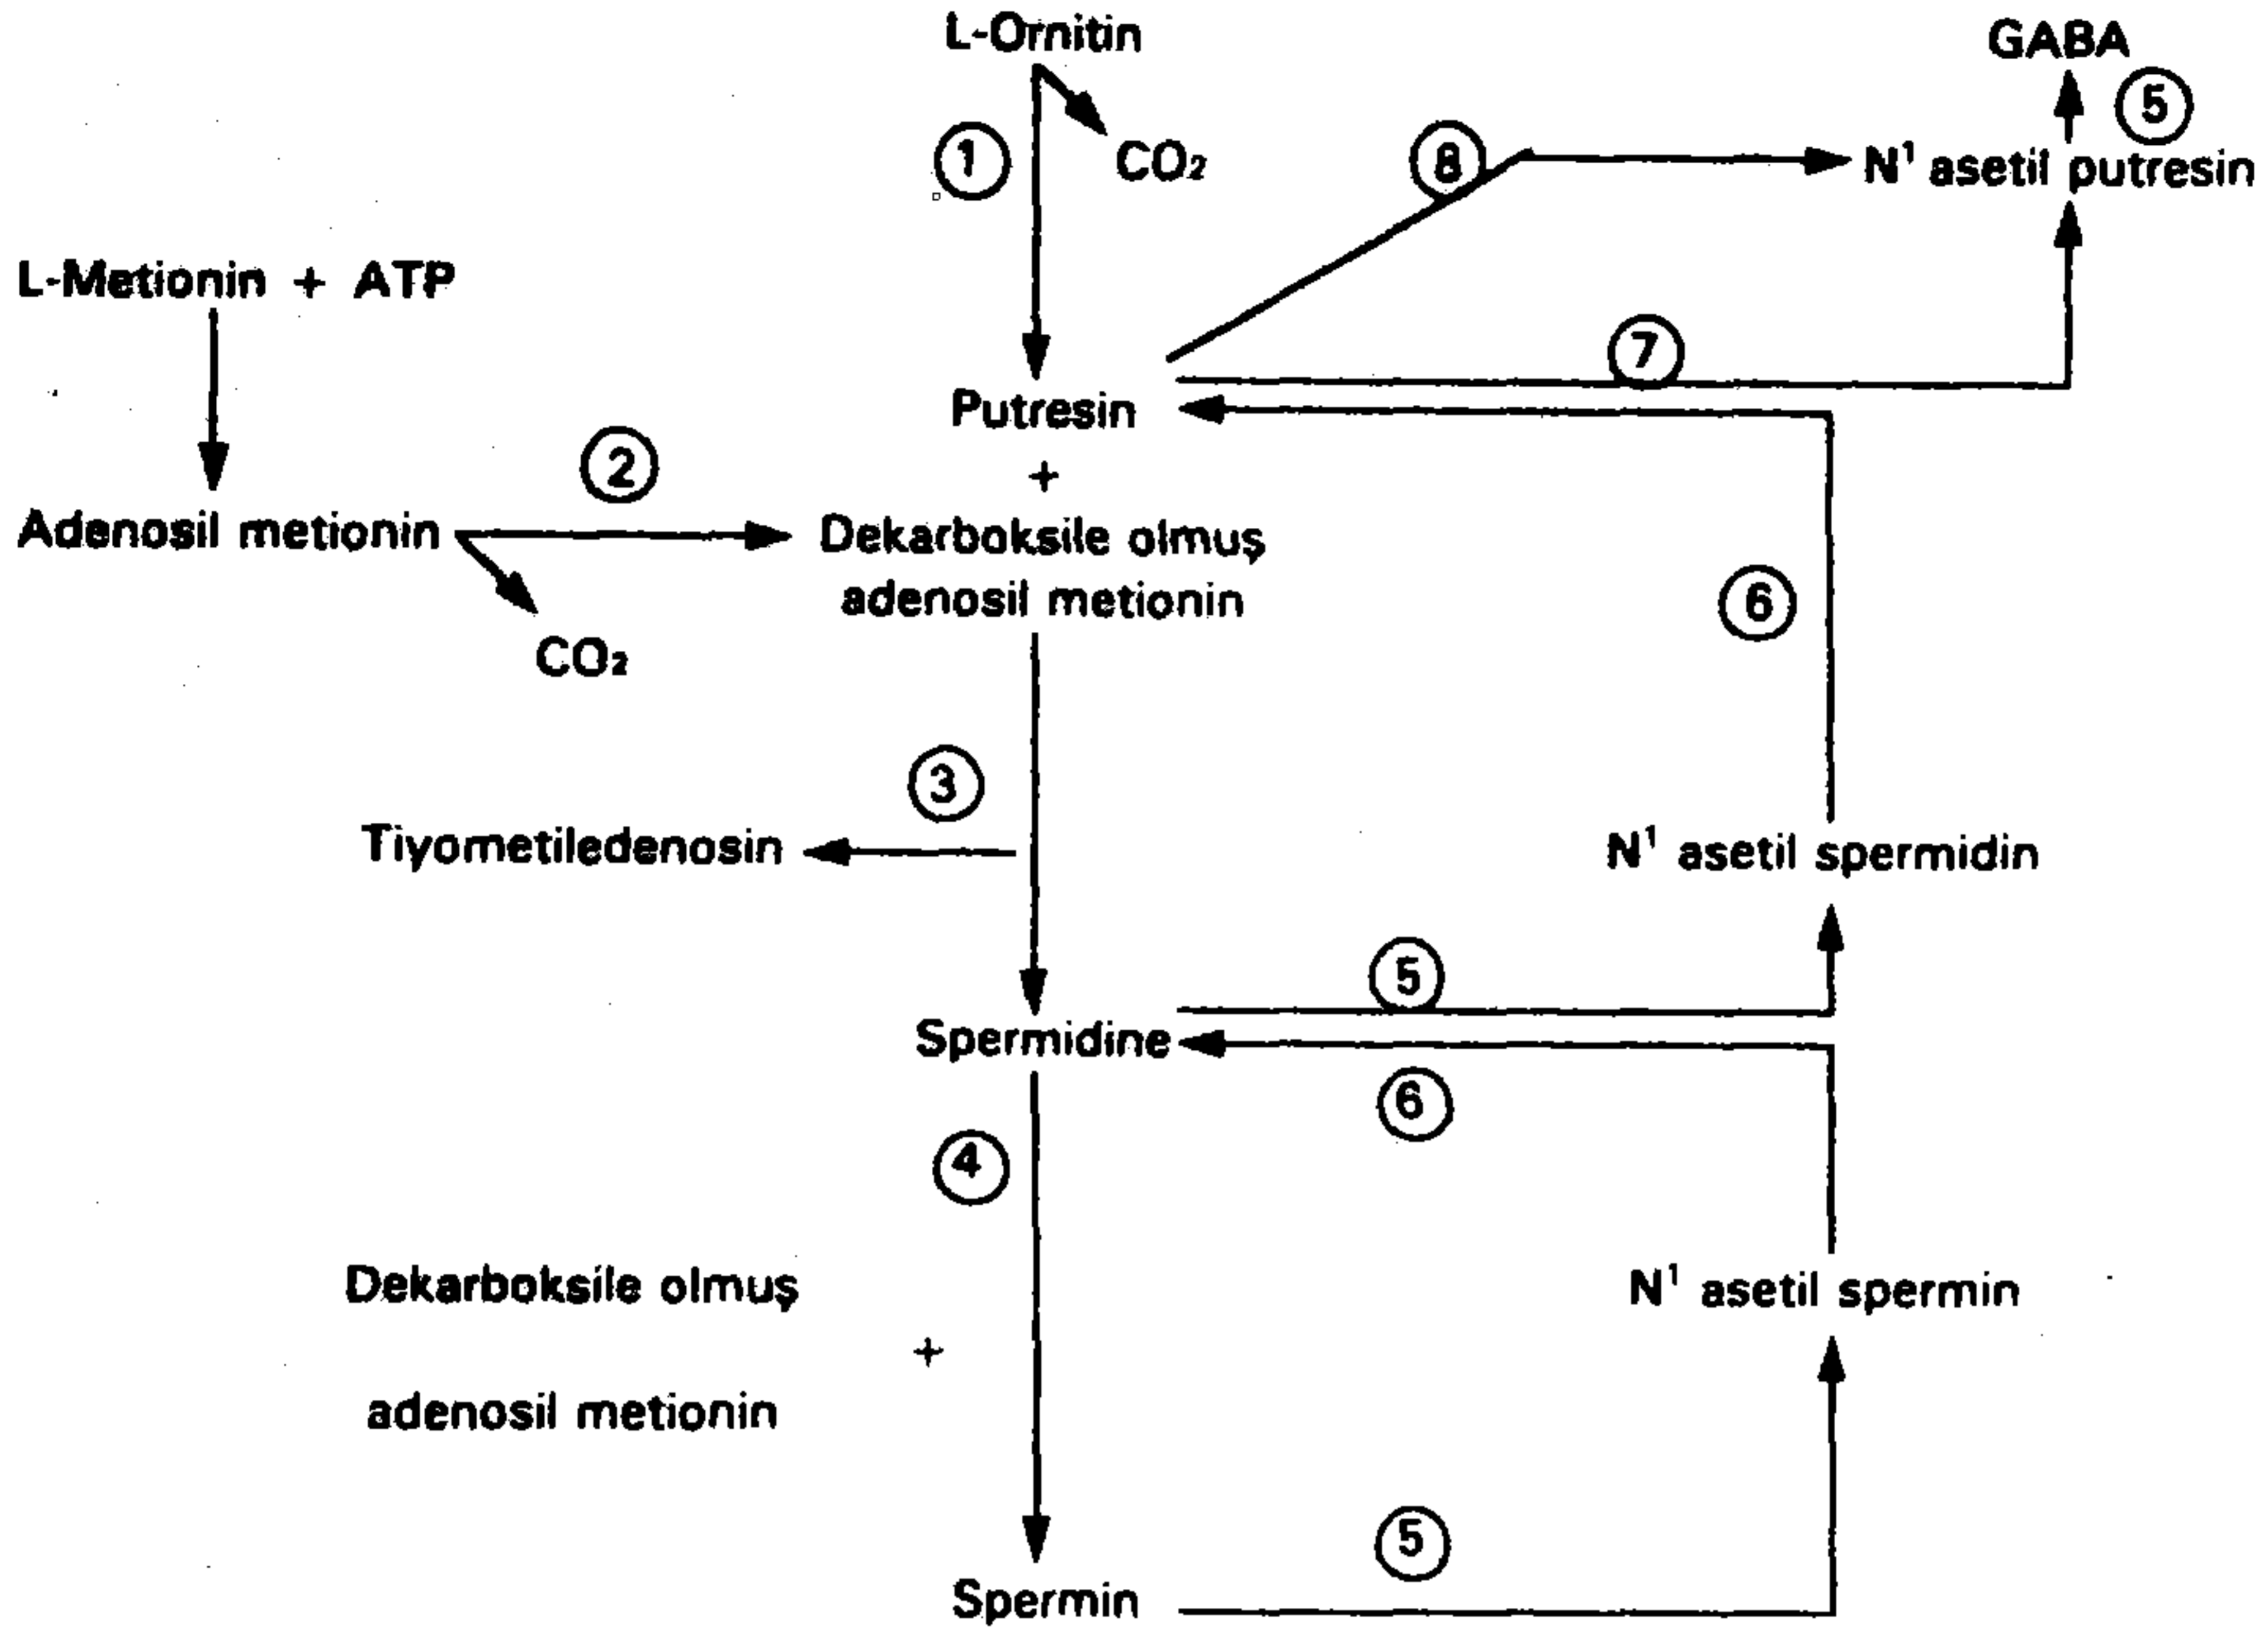 L-Ornitin
GABA
5
1
CO₂
8
N¹ asetil putresin
L-Metionin + ATP
7
Putresin
+
2
Adenosil metionin
Dekarboksile olmuş
adenosil metionin
CO₂
6
3
Tiyometiledenosin
N¹ asetil spermidin
5
Spermidine
6
4
Dekarboksile olmuş
+
adenosil metionin
N¹ asetil spermin
5
Spermin